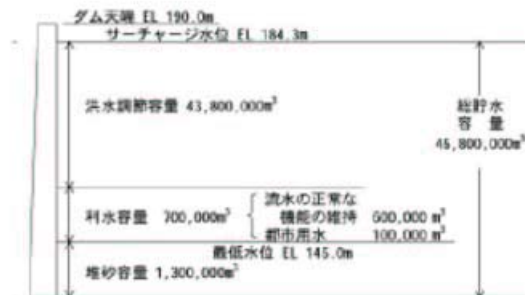 ダム天端 EL 190.0m
サーチャージ水位 EL 184.3m
洪水調節容量 43,800,000m³
総貯水
容 量
45,800,000m³
流水の正常な
機能の維持 600,000 m³
利水容量 700,000m³
都市用水 100,000 m³
最低水位 EL 145.0m
堆砂容量 1,300,000m³